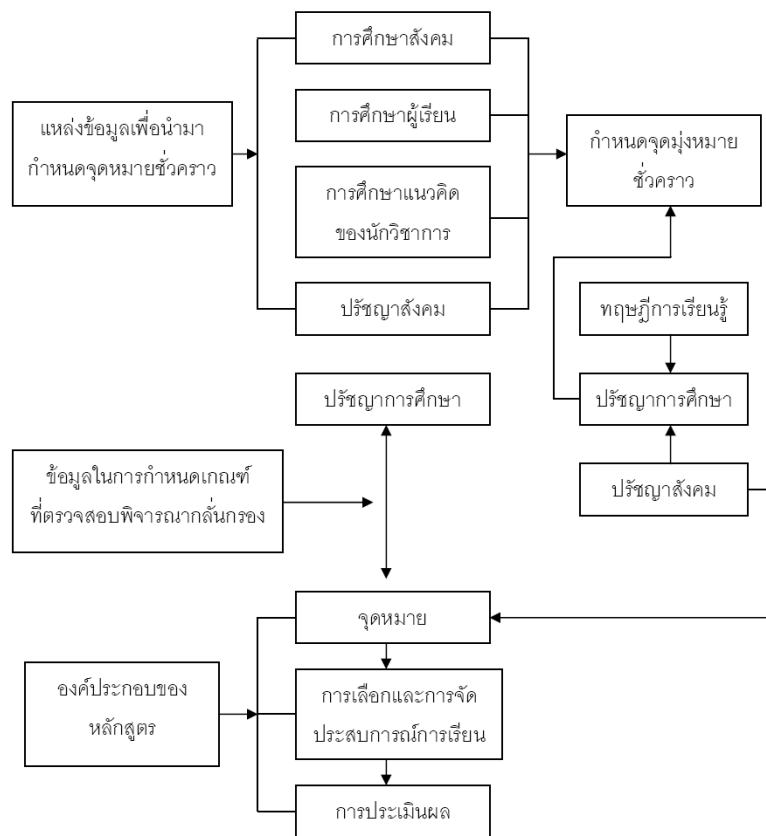 การศึกษาสังคม
แหล่งข้อมูลเพื่อนำมา
กำหนดจุดหมายชั่วคราว
การศึกษาผู้เรียน
การศึกษาแนวคิด
ของนักวิชาการ
ปรัชญาสังคม
กำหนดจุดมุ่งหมาย
ชั่วคราว
ทฤษฎีการเรียนรู้
ปรัชญาการศึกษา
ปรัชญาสังคม
ปรัชญาการศึกษา
ข้อมูลในการกำหนดเกณฑ์
ที่ตรวจสอบพิจารณากลั่นกรอง
จุดหมาย
องค์ประกอบของ
หลักสูตร
การเลือกและการจัด
ประสบการณ์การเรียน
การประเมินผล